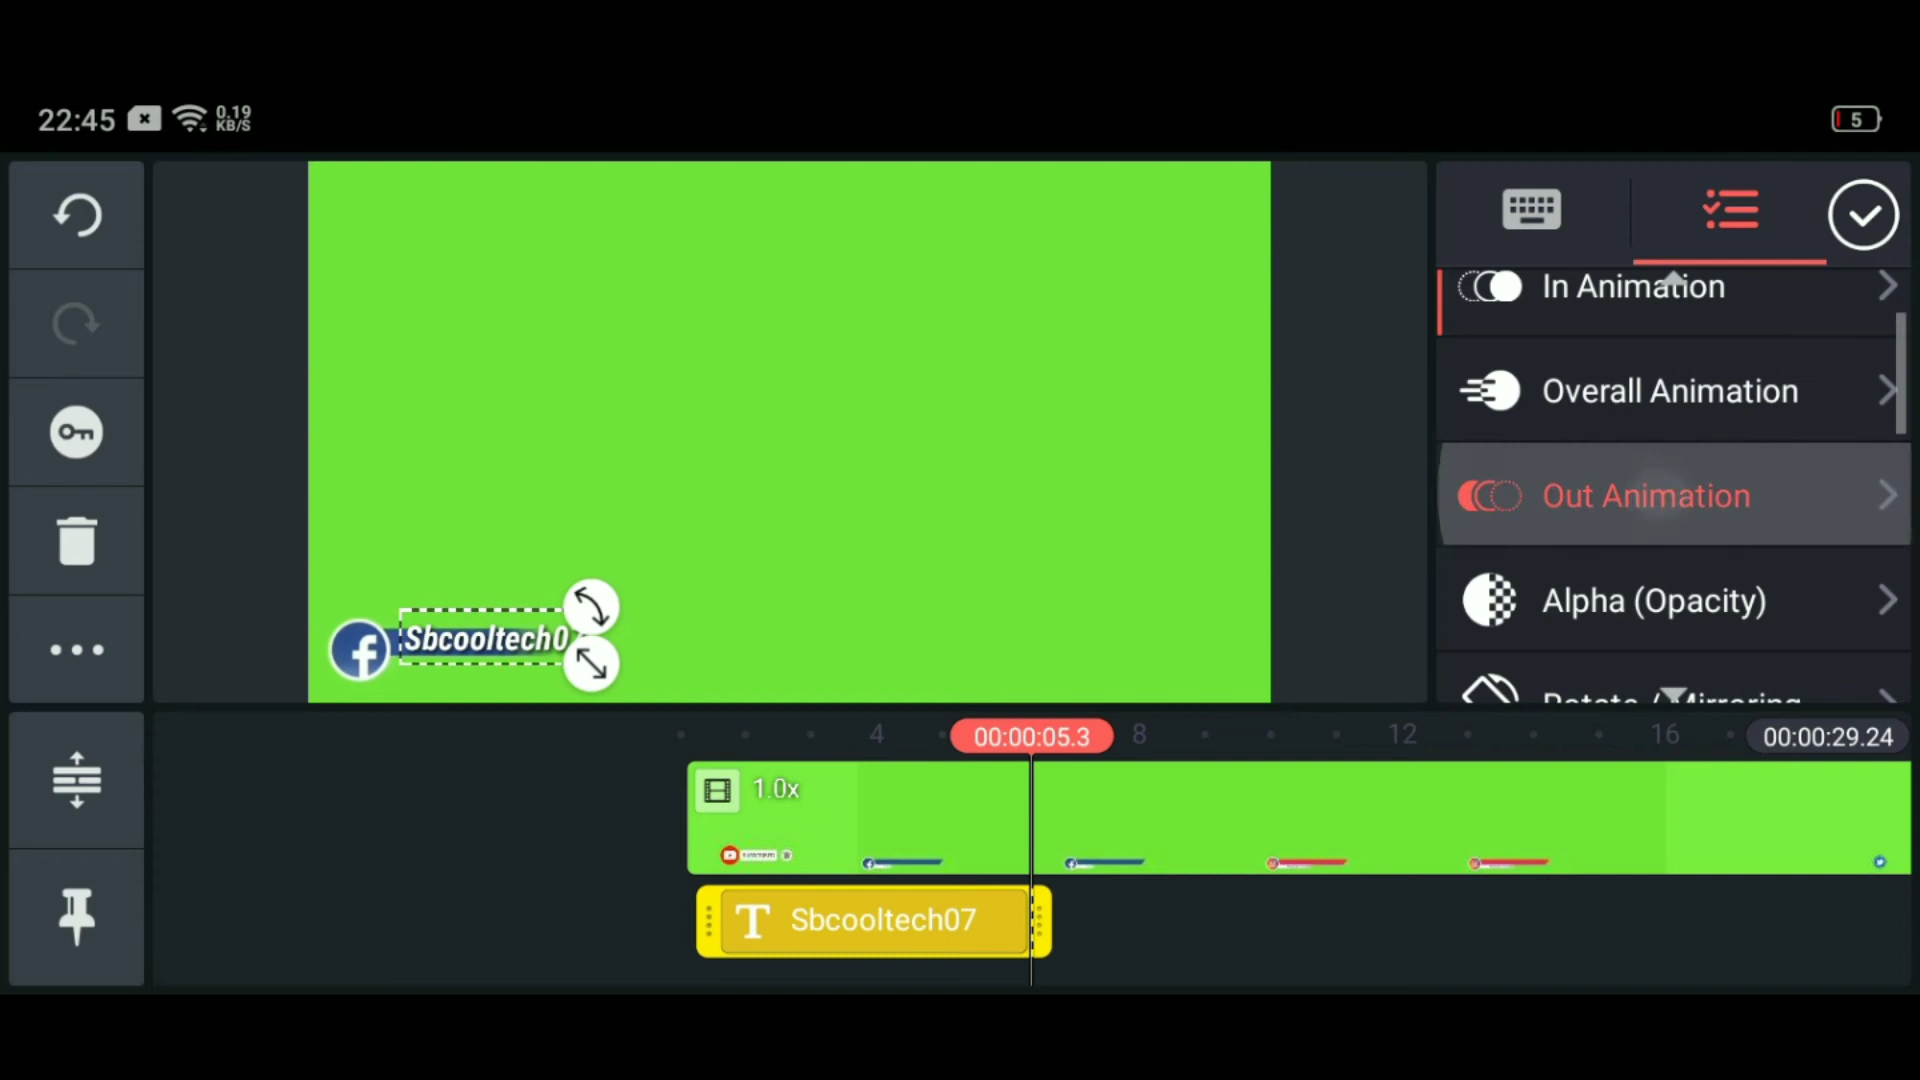 22:45
0.19
KB/S
5
In Animation
Overall Animation
Out Animation
Alpha (Opacity)
Rotate / Mirroring
Sbcooltech0
4
00:00:05.3
8
12
16
00:00:29.24
1.0x
T Sbcooltech07